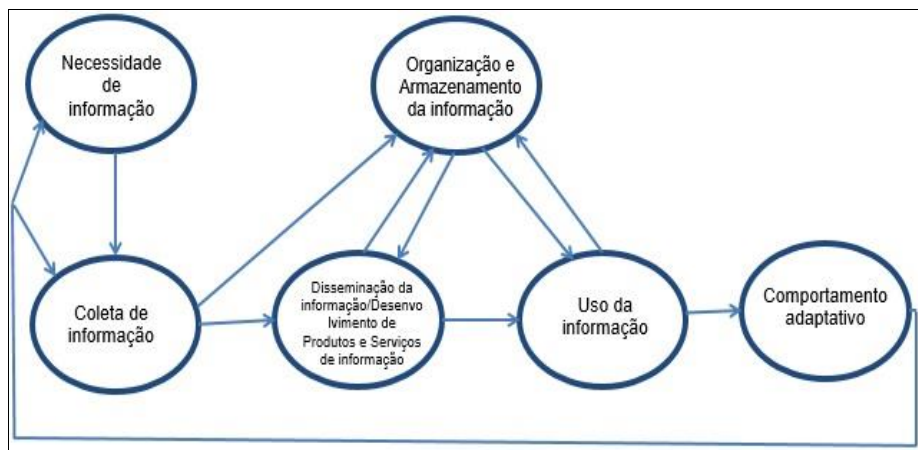 Necessidade
de
informação
Organização e
Armazenamento
da informação
Coleta de
informação
Disseminação da
informação/Desenvo
lvimento de
Produtos e Serviços
de informação
Uso da
informação
Comportamento
adaptativo